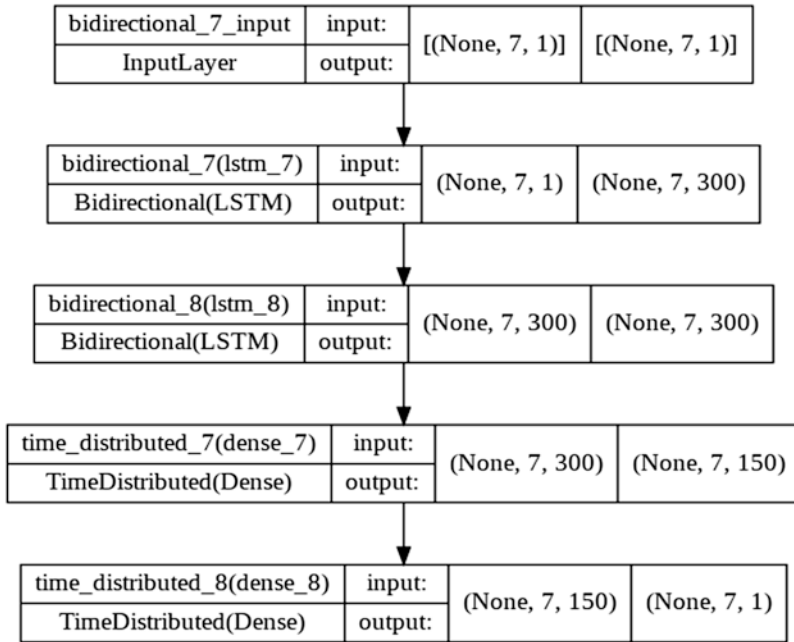 bidirectional_7_input input: [(None, 7, 1)] [(None, 7, 1)]
InputLayer output:
bidirectional_7(lstm_7) input: (None, 7, 1) (None, 7, 300)
Bidirectional(LSTM) output:
bidirectional_8(lstm_8) input: (None, 7, 300) (None, 7, 300)
Bidirectional(LSTM) output:
time_distributed_7(dense_7) input: (None, 7, 300) (None, 7, 150)
TimeDistributed(Dense) output:
time_distributed_8(dense_8) input: (None, 7, 150) (None, 7, 1)
TimeDistributed(Dense) output: